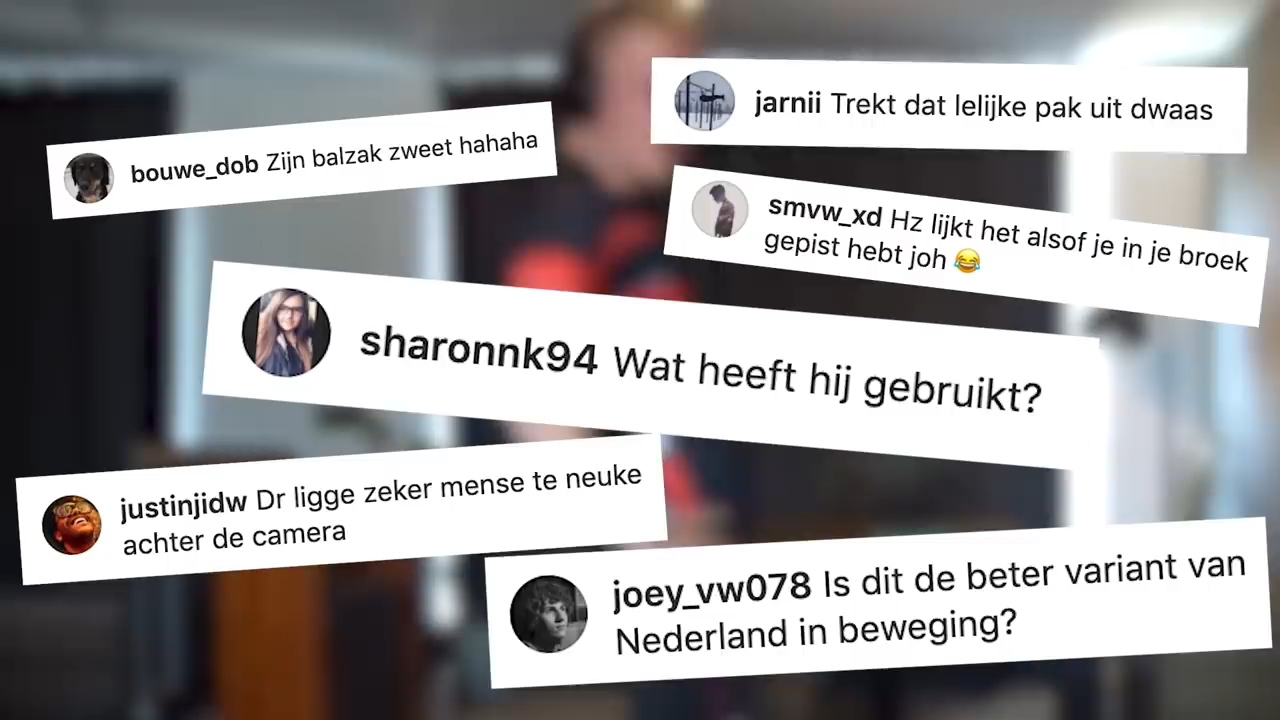 jarnii Trekt dat lelijke pak uit dwaas
bouwe_dob Zijn balzak zweet hahaha
smvw_xd Hz lijkt het alsof je in je broek
gepist hebt joh 😂
sharonnk94 Wat heeft hij gebruikt?
justinjidw Dr ligge zeker mense te neuke
achter de camera
joey_vw078 Is dit de beter variant van
Nederland in beweging?